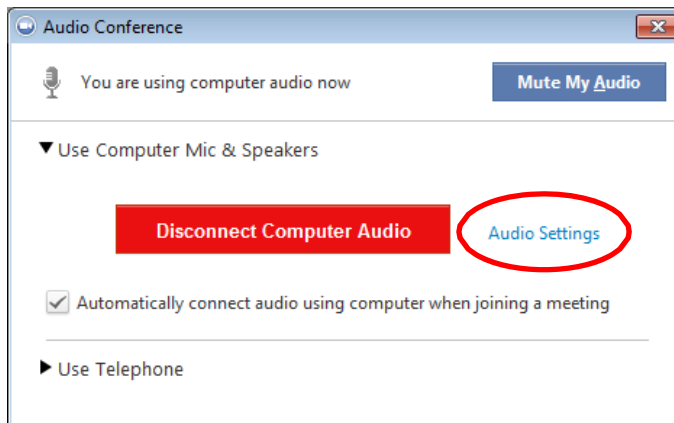 Audio Conference
You are using computer audio now
Mute My Audio
Use Computer Mic & Speakers
Disconnect Computer Audio
Audio Settings
Automatically connect audio using computer when joining a meeting
Use Telephone